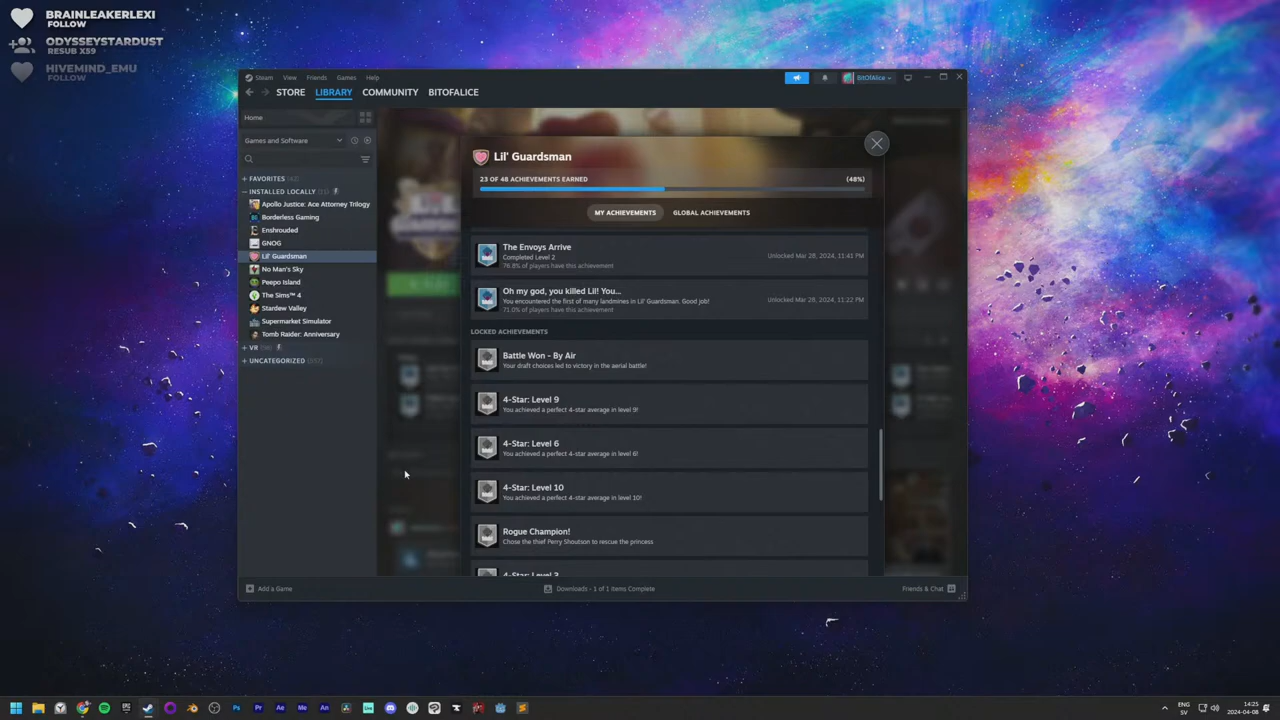 BRAINLEAKERLEXI
FOLLOW
ODYSSEYSTARDUST
RESUB X59
HIVEMIND_EMU
FOLLOW
Steam View Friends Games Help
BitOfAlice
STORE LIBRARY COMMUNITY BITOFALICE
Home
Games and Software
+ FAVORITES
— INSTALLED LOCALLY (11)
Apollo Justice: Ace Attorney Trilogy
Borderless Gaming
Enshrouded
GNOG
Lil' Guardsman
No Man's Sky
Peepo Island
The Sims™ 4
Stardew Valley
Supermarket Simulator
Tomb Raider: Anniversary
+ VR
+ UNCATEGORIZED
Lil' Guardsman
23 OF 48 ACHIEVEMENTS EARNED (48%)
MY ACHIEVEMENTS GLOBAL ACHIEVEMENTS
The Envoys Arrive
Completed Level 2
76.8% of players have this achievement
Unlocked Mar 28, 2024, 11:41 PM
Oh my god, you killed Lil! You...
You encountered the first of many landmines in Lil' Guardsman. Good job!
71.0% of players have this achievement
Unlocked Mar 28, 2024, 11:22 PM
LOCKED ACHIEVEMENTS
Battle Won - By Air
Your draft choices led to victory in the aerial battle!
4-Star: Level 9
You achieved a perfect 4-star average in level 9!
4-Star: Level 6
You achieved a perfect 4-star average in level 6!
4-Star: Level 10
You achieved a perfect 4-star average in level 10!
Rogue Champion!
Chose the thief Perry Shoutson to rescue the princess
4-Star: Level 3
Add a Game
Downloads - 1 of 1 Items Complete
Friends & Chat
ENG
SV
14:25
2024-04-08